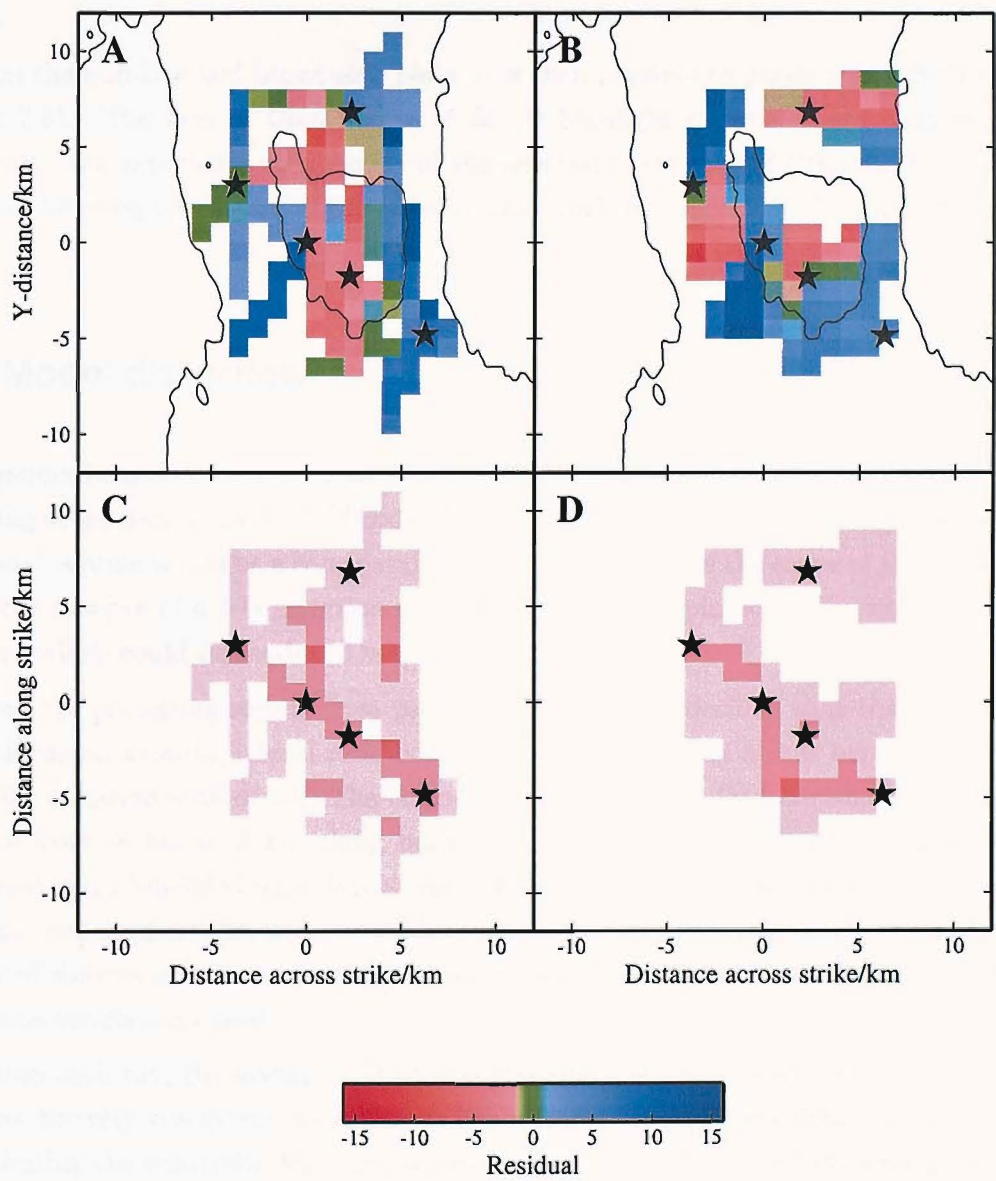 A
B
10
5
0
-5
-10
Y-distance/km
C
D
10
5
0
-5
-10
Distance along strike/km
-10 -5 0 5 10
-10 -5 0 5 10
Distance across strike/km
Distance across strike/km
-15 -10 -5 0 5 10 15
Residual